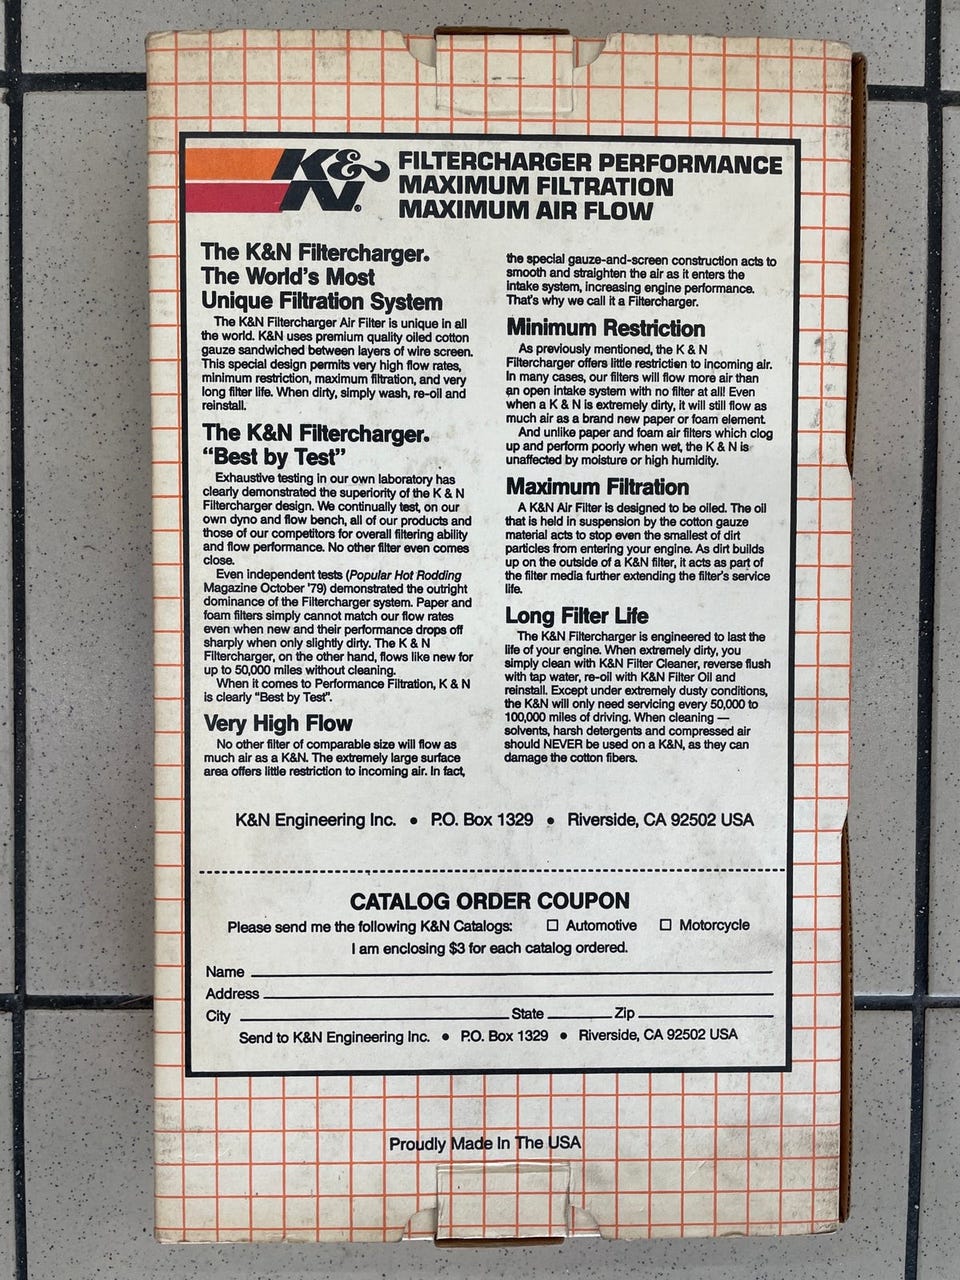 K&N®
FILTERCHARGER PERFORMANCE
MAXIMUM FILTRATION
MAXIMUM AIR FLOW
The K&N Filtercharger.
The World's Most
Unique Filtration System
The K&N Filtercharger Air Filter is unique in all
the world. K&N uses premium quality oiled cotton
gauze sandwiched between layers of wire screen.
This special design permits very high flow rates,
minimum restriction, maximum filtration, and very
long filter life. When dirty, simply wash, re-oil and
reinstall.
The K&N Filtercharger.
“Best by Test”
Exhaustive testing in our own laboratory has
clearly demonstrated the superiority of the K & N
Filtercharger design. We continually test, on our
own dyno and flow bench, all of our products and
those of our competitors for overall filtering ability
and flow performance. No other filter even comes
close.
Even independent tests (Popular Hot Rodding
Magazine October '79) demonstrated the outright
dominance of the Filtercharger system. Paper and
foam filters simply cannot match our flow rates
even when new and their performance drops off
sharply when only slightly dirty. The K & N
Filtercharger, on the other hand, flows like new for
up to 50,000 miles without cleaning.
When it comes to Performance Filtration, K & N
is clearly “Best by Test”.
Very High Flow
No other filter of comparable size will flow as
much air as a K&N. The extremely large surface
area offers little restriction to incoming air. In fact,
the special gauze-and-screen construction acts to
smooth and straighten the air as it enters the
intake system, increasing engine performance.
That's why we call it a Filtercharger.
Minimum Restriction
As previously mentioned, the K & N
Filtercharger offers little restriction to incoming air.
In many cases, our filters will flow more air than
an open intake system with no filter at all! Even
when a K & N is extremely dirty, it will still flow as
much air as a brand new paper or foam element.
And unlike paper and foam air filters which clog
up and perform poorly when wet, the K & N is
unaffected by moisture or high humidity.
Maximum Filtration
A K&N Air Filter is designed to be oiled. The oil
that is held in suspension by the cotton gauze
material acts to stop even the smallest of dirt
particles from entering your engine. As dirt builds
up on the outside of a K&N filter, it acts as part of
the filter media further extending the filter's service
life.
Long Filter Life
The K&N Filtercharger is engineered to last the
life of your engine. When extremely dirty, you
simply clean with K&N Filter Cleaner, reverse flush
with tap water, re-oil with K&N Filter Oil and
reinstall. Except under extremely dusty conditions,
the K&N will only need servicing every 50,000 to
100,000 miles of driving. When cleaning —
solvents, harsh detergents and compressed air
should NEVER be used on a K&N, as they can
damage the cotton fibers.
K&N Engineering Inc. • P.O. Box 1329 • Riverside, CA 92502 USA
CATALOG ORDER COUPON
Please send me the following K&N Catalogs: ☐ Automotive ☐ Motorcycle
I am enclosing $3 for each catalog ordered.
Name
Address
City State Zip
Send to K&N Engineering Inc. • P.O. Box 1329 • Riverside, CA 92502 USA
Proudly Made In The USA